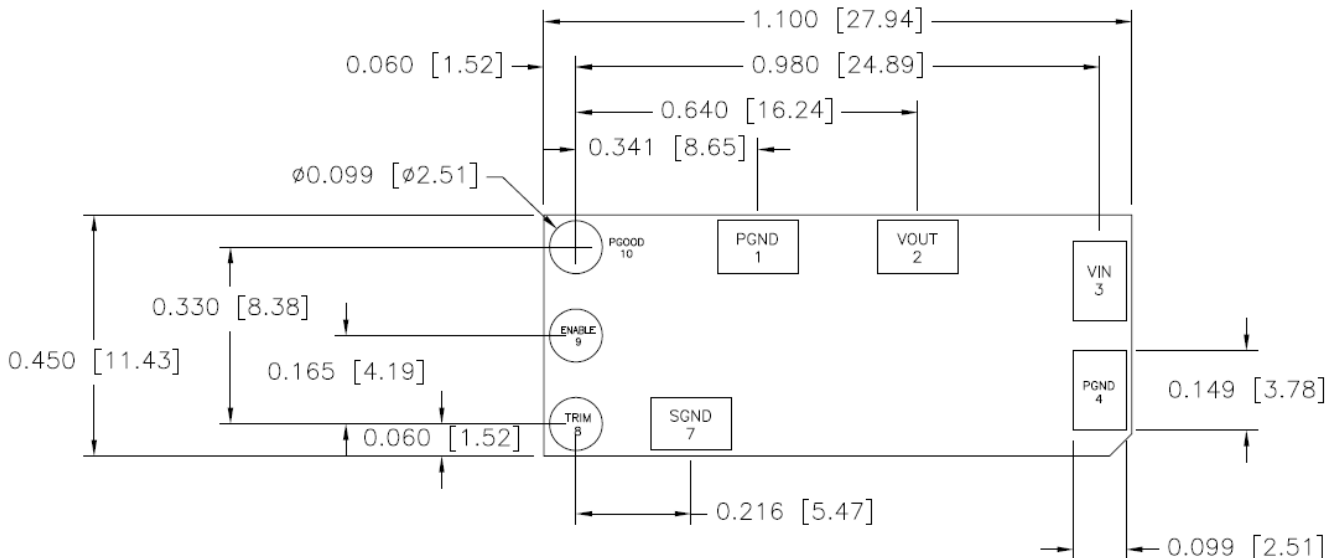 1.100 [27.94]
0.060 [1.52]
0.980 [24.89]
0.640 [16.24]
0.341 [8.65]
⌀0.099 [⌀2.51]
PGOOD
10
PGND
1
VOUT
2
VIN
3
0.330 [8.38]
ENABLE
9
0.450 [11.43]
0.165 [4.19]
PGND
4
0.149 [3.78]
TRIM
8
SGND
7
0.060 [1.52]
0.216 [5.47]
0.099 [2.51]